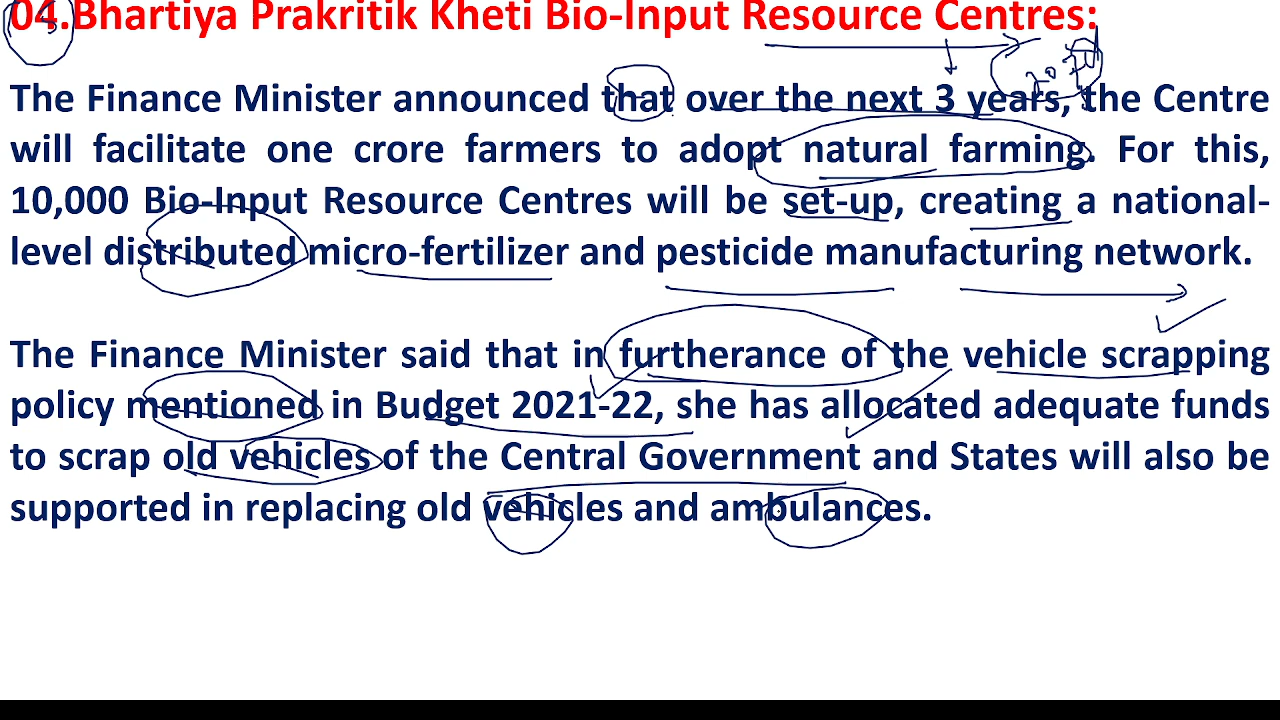 04.Bhartiya Prakritik Kheti Bio-Input Resource Centres:
The Finance Minister announced that over the next 3 years, the Centre
will facilitate one crore farmers to adopt natural farming. For this,
10,000 Bio-Input Resource Centres will be set-up, creating a national-
level distributed micro-fertilizer and pesticide manufacturing network.
The Finance Minister said that in furtherance of the vehicle scrapping
policy mentioned in Budget 2021-22, she has allocated adequate funds
to scrap old vehicles of the Central Government and States will also be
supported in replacing old vehicles and ambulances.